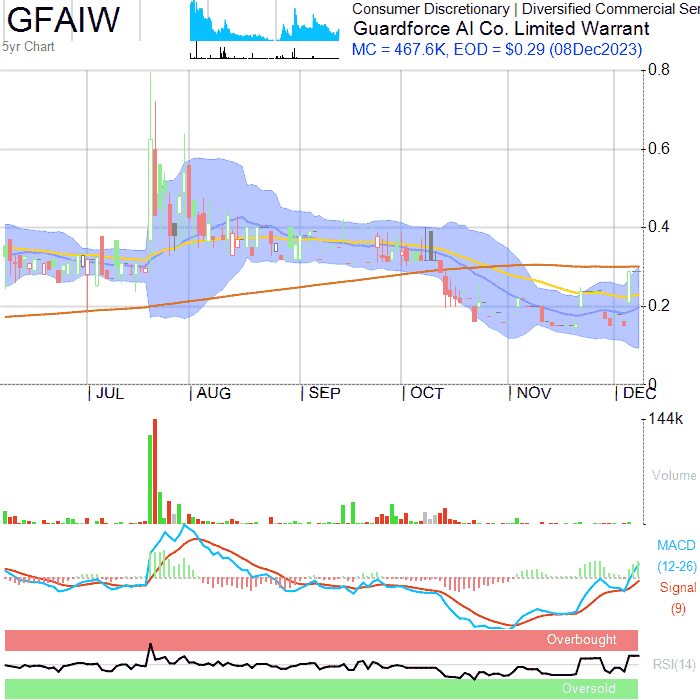 GFAIW
5yr Chart
Consumer Discretionary | Diversified Commercial Ser
Guardforce AI Co. Limited Warrant
MC = 467.6K, EOD = $0.29 (08Dec2023)
0.8
0.6
0.4
0.2
0
JUL AUG SEP OCT NOV DEC
144k
Volume
MACD
(12-26)
Signal
(9)
Overbought
RSI(14)
Oversold